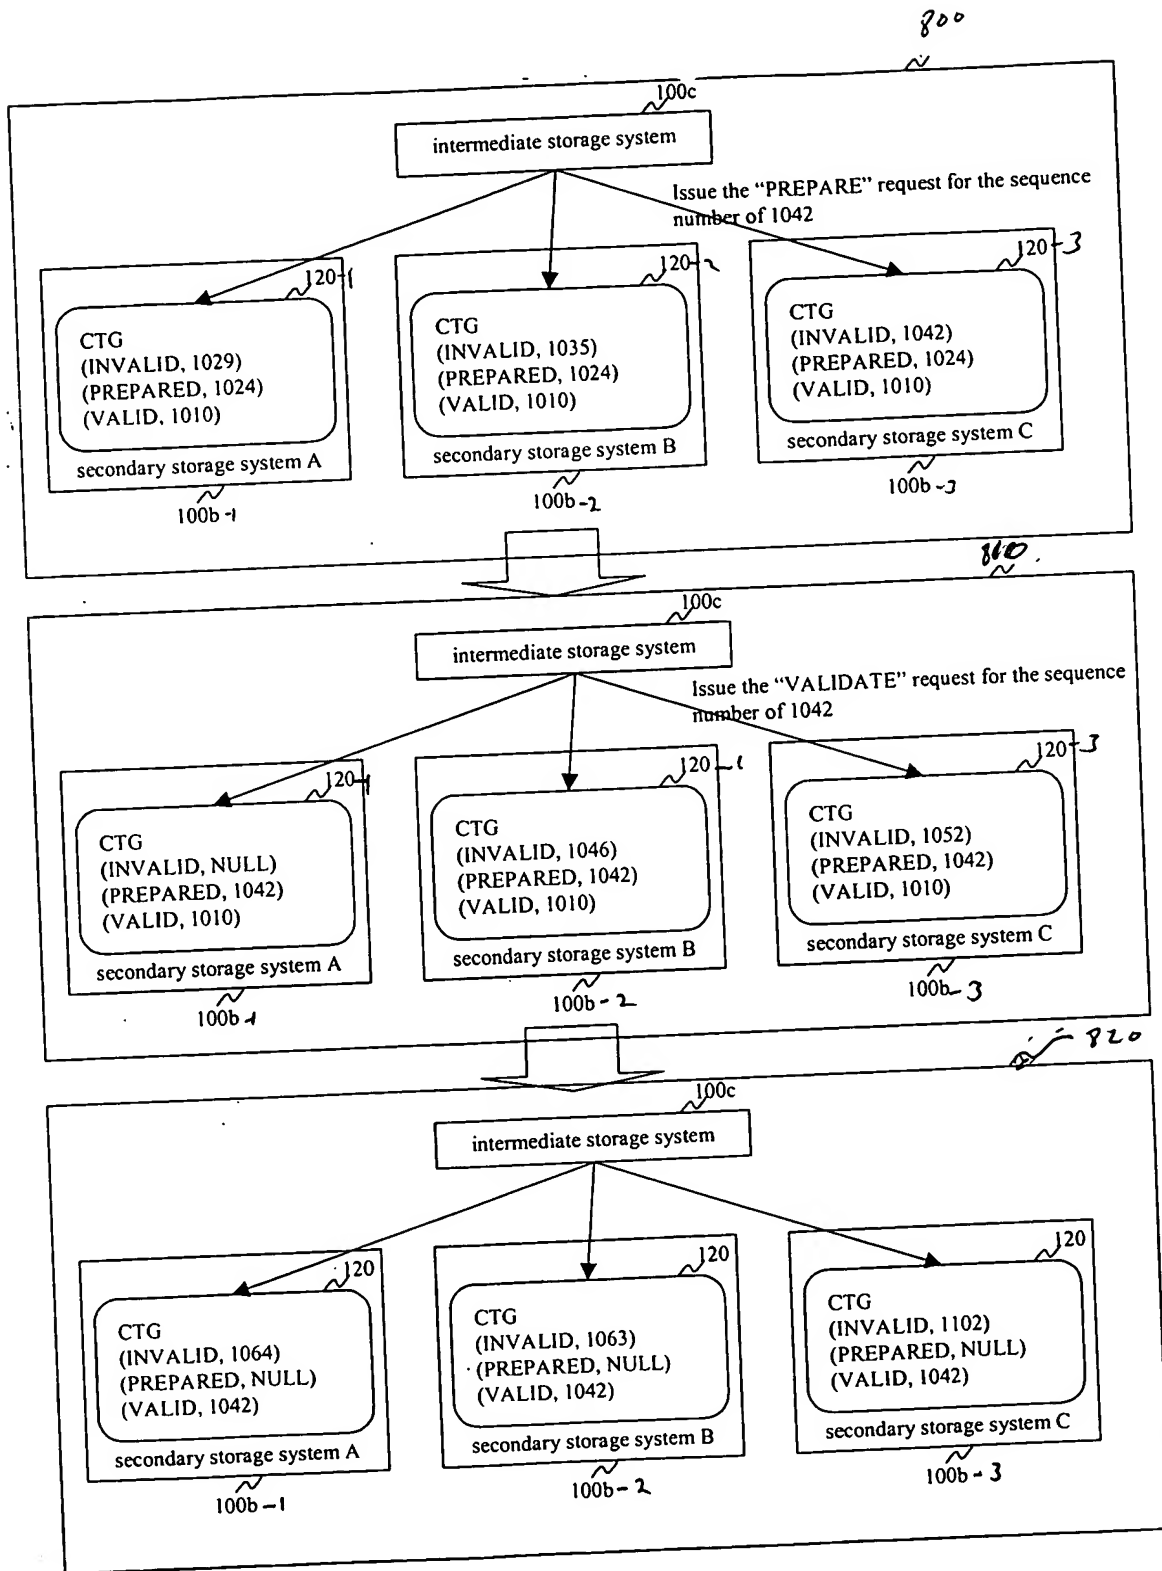 800
100c
intermediate storage system
Issue the “PREPARE” request for the sequence
number of 1042
120-1
CTG
(INVALID, 1029)
(PREPARED, 1024)
(VALID, 1010)
secondary storage system A
100b-1
120-2
CTG
(INVALID, 1035)
(PREPARED, 1024)
(VALID, 1010)
secondary storage system B
100b-2
120-3
CTG
(INVALID, 1042)
(PREPARED, 1024)
(VALID, 1010)
secondary storage system C
100b-3
810
100c
intermediate storage system
Issue the “VALIDATE” request for the sequence
number of 1042
120-1
CTG
(INVALID, NULL)
(PREPARED, 1042)
(VALID, 1010)
secondary storage system A
100b-1
120-1
CTG
(INVALID, 1046)
(PREPARED, 1042)
(VALID, 1010)
secondary storage system B
100b-2
120-3
CTG
(INVALID, 1052)
(PREPARED, 1042)
(VALID, 1010)
secondary storage system C
100b-3
820
100c
intermediate storage system
120
CTG
(INVALID, 1064)
(PREPARED, NULL)
(VALID, 1042)
secondary storage system A
100b-1
120
CTG
(INVALID, 1063)
(PREPARED, NULL)
(VALID, 1042)
secondary storage system B
100b-2
120
CTG
(INVALID, 1102)
(PREPARED, NULL)
(VALID, 1042)
secondary storage system C
100b-3